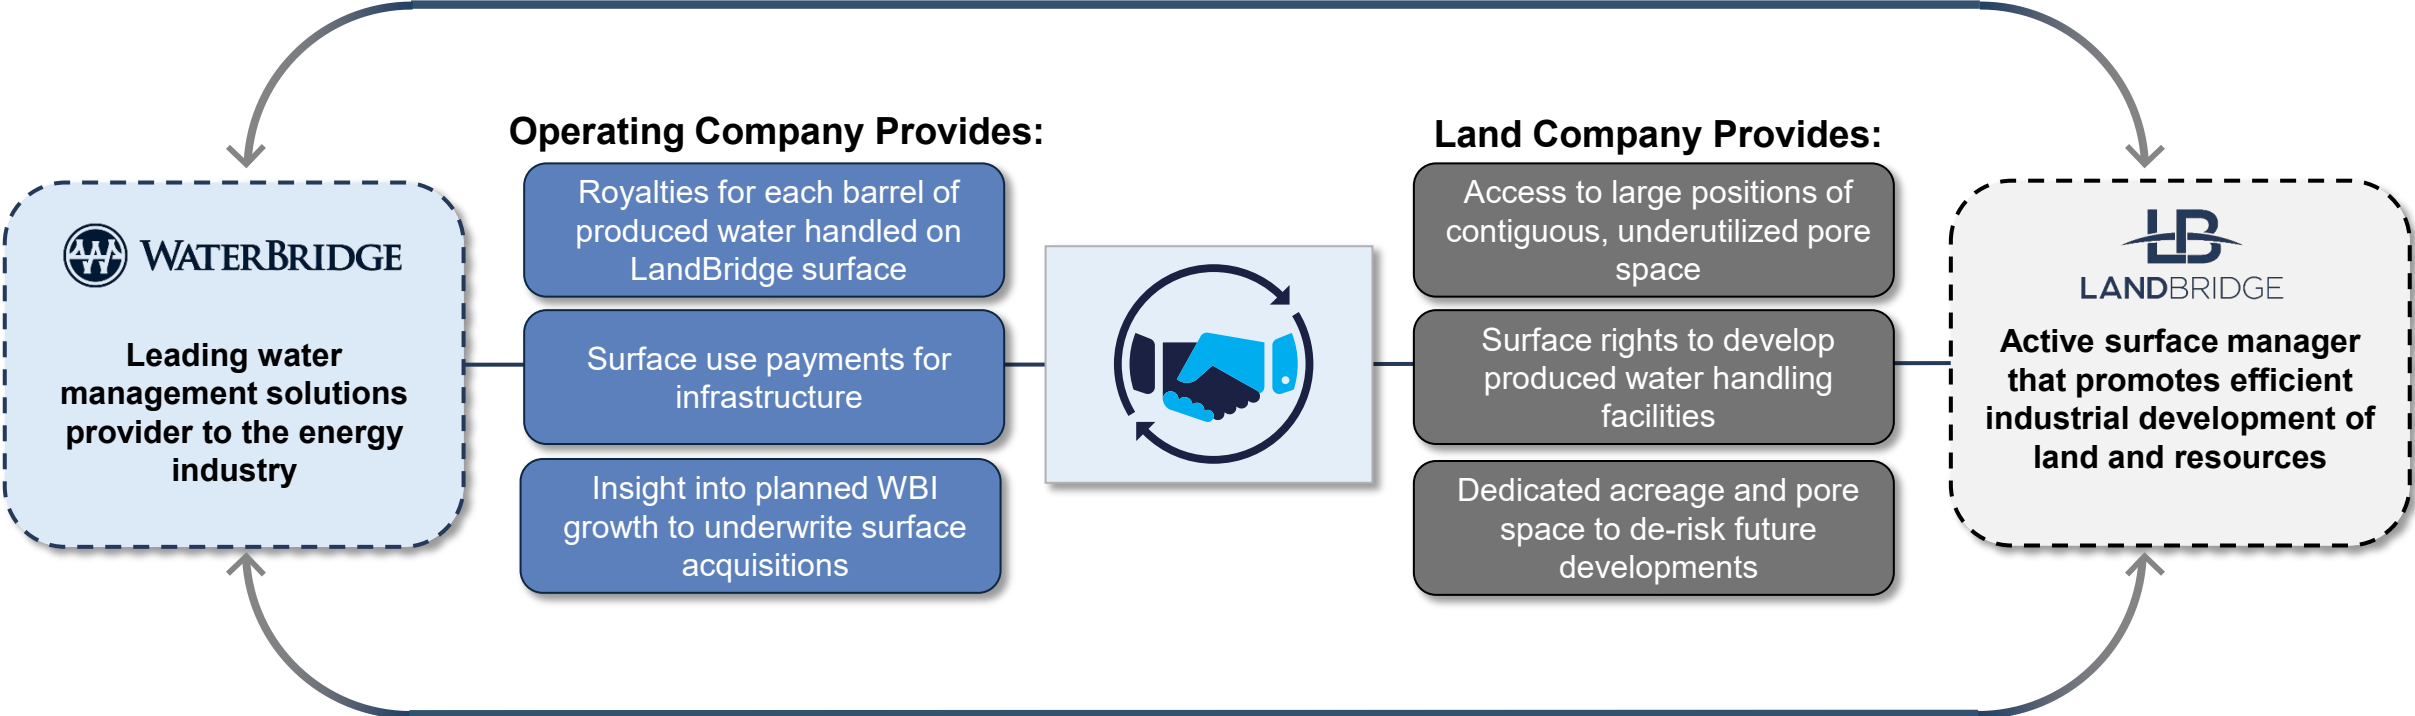 WATERBRIDGE
Leading water
management solutions
provider to the energy
industry
Operating Company Provides:
Royalties for each barrel of
produced water handled on
LandBridge surface
Surface use payments for
infrastructure
Insight into planned WBI
growth to underwrite surface
acquisitions
Land Company Provides:
Access to large positions of
contiguous, underutilized pore
space
Surface rights to develop
produced water handling
facilities
Dedicated acreage and pore
space to de-risk future
developments
LB
LANDBRIDGE
Active surface manager
that promotes efficient
industrial development of
land and resources